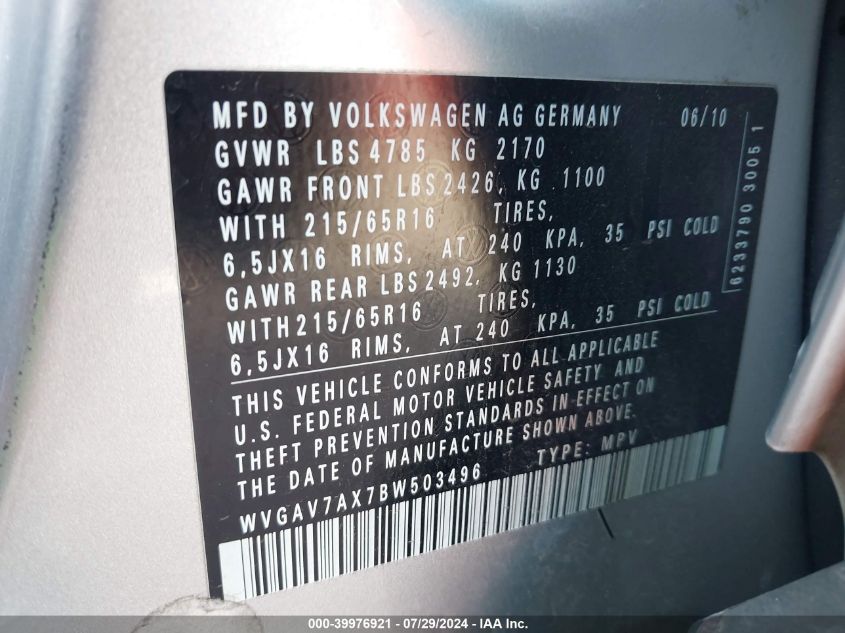 MFD BY VOLKSWAGEN AG GERMANY 06/10
GVWR LBS 4785 KG 2170
GAWR FRONT LBS 2426, KG 1100
WITH 215/65R16 TIRES,
6,5JX16 RIMS, AT 240 KPA, 35 PSI COLD
GAWR REAR LBS 2492, KG 1130
WITH 215/65R16 TIRES,
6,5JX16 RIMS, AT 240 KPA, 35 PSI COLD
THIS VEHICLE CONFORMS TO ALL APPLICABLE
U.S. FEDERAL MOTOR VEHICLE SAFETY AND
THEFT PREVENTION STANDARDS IN EFFECT ON
THE DATE OF MANUFACTURE SHOWN ABOVE.
WVGAV7AX7BW503496 TYPE: MPV
6233790 3005 1
000-39976921 / 07/29/2024 - IAA Inc.